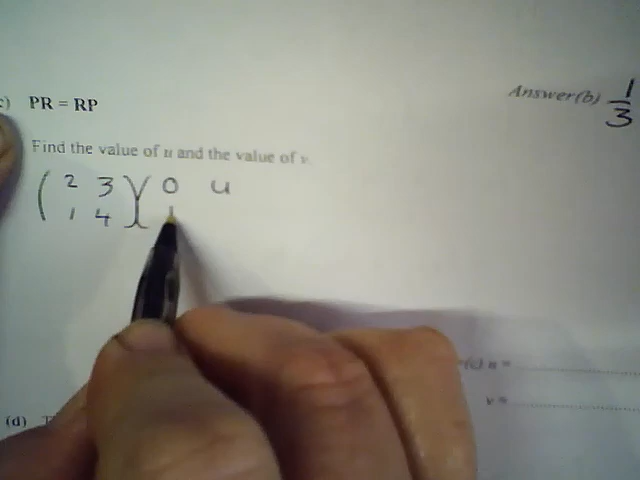 c) PR = RP
Answer(b) 1/3
Find the value of u and the value of v.
( 2 3 )( 0 u
1 4 1
(c) u =
v =
(d)